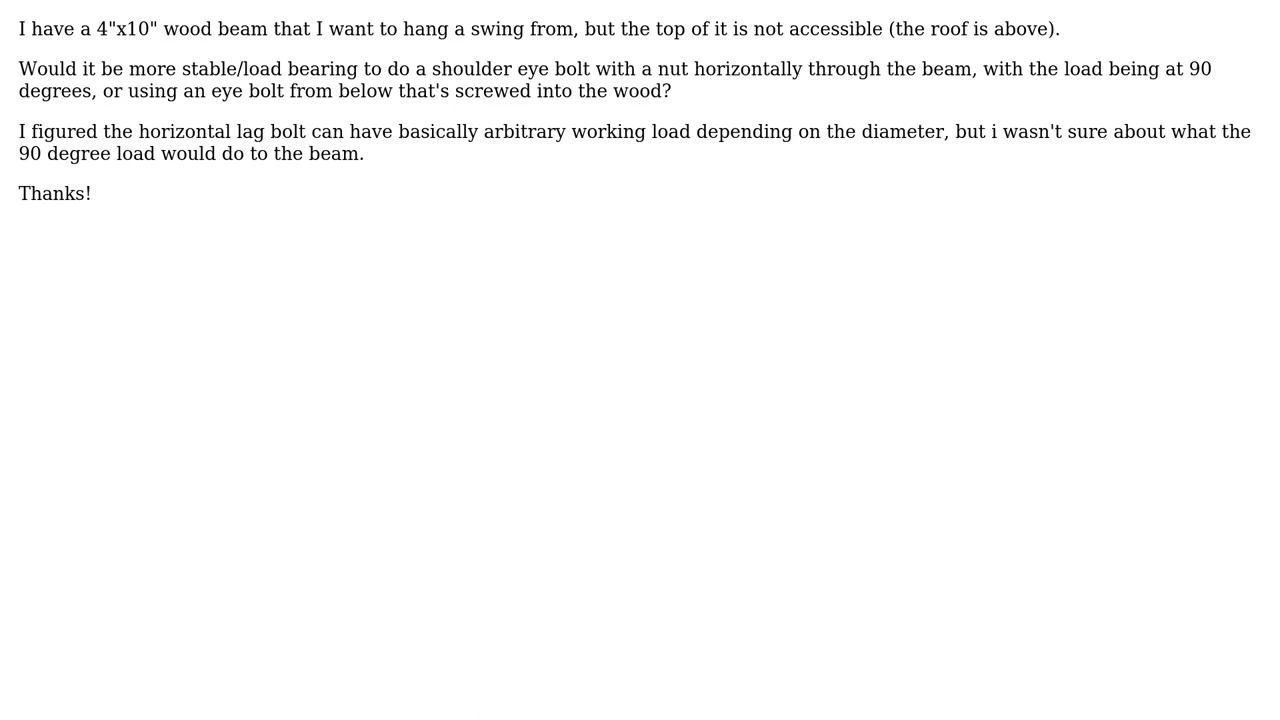 I have a 4"x10" wood beam that I want to hang a swing from, but the top of it is not accessible (the roof is above).
Would it be more stable/load bearing to do a shoulder eye bolt with a nut horizontally through the beam, with the load being at 90
degrees, or using an eye bolt from below that's screwed into the wood?
I figured the horizontal lag bolt can have basically arbitrary working load depending on the diameter, but i wasn't sure about what the
90 degree load would do to the beam.
Thanks!